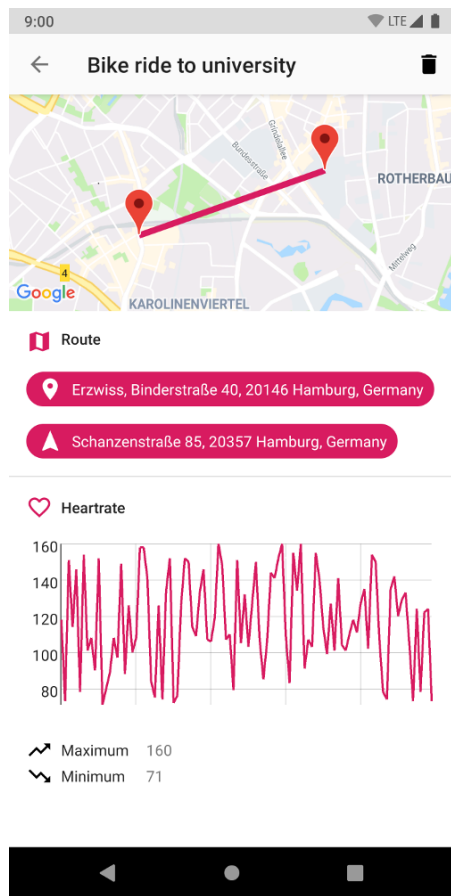 9:00 LTE
Bike ride to university
Grindelallee
Bundesstraße
ROTHERBAU
Mittelweg
4
Google
KAROLINENVIERTEL
Route
Erzwiss, Binderstraße 40, 20146 Hamburg, Germany
Schanzenstraße 85, 20357 Hamburg, Germany
Heartrate
160
140
120
100
80
Maximum 160
Minimum 71